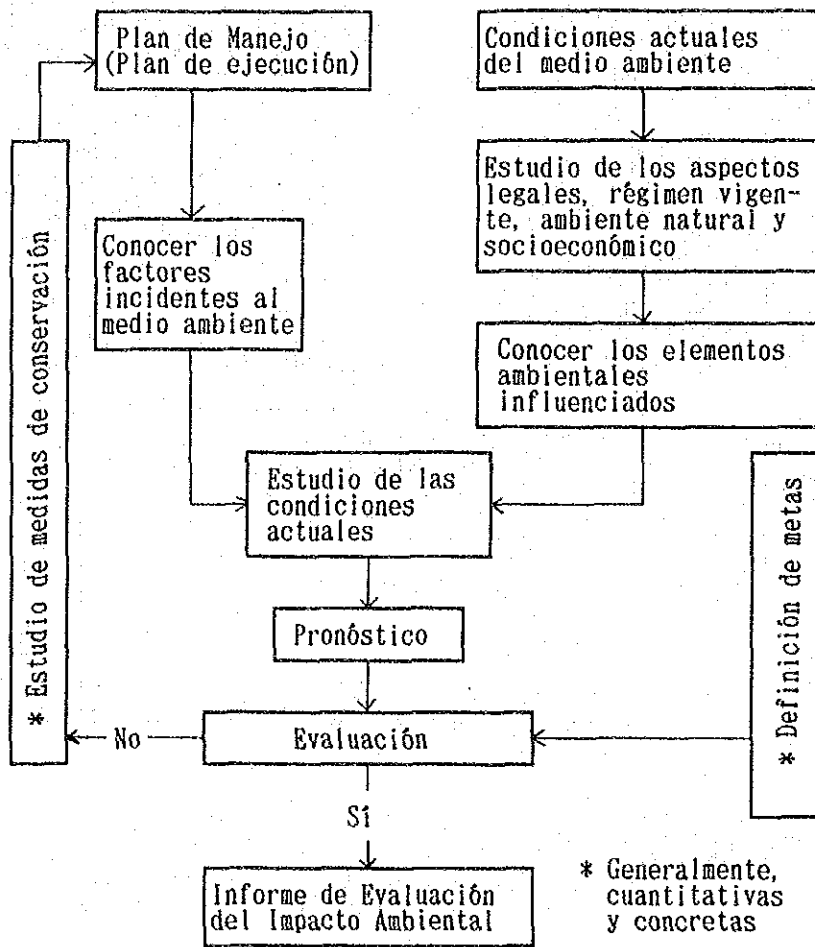 Plan de Manejo
(Plan de ejecución)
Condiciones actuales
del medio ambiente
Estudio de los aspectos
legales, régimen vigen-
te, ambiente natural y
socioeconómico
Conocer los
factores
incidentes al
medio ambiente
Conocer los elementos
ambientales
influenciados
* Estudio de medidas de conservación
Estudio de las
condiciones
actuales
* Definición de metas
Pronóstico
Evaluación
No
Sí
Informe de Evaluación
del Impacto Ambiental
* Generalmente,
cuantitativas
y concretas